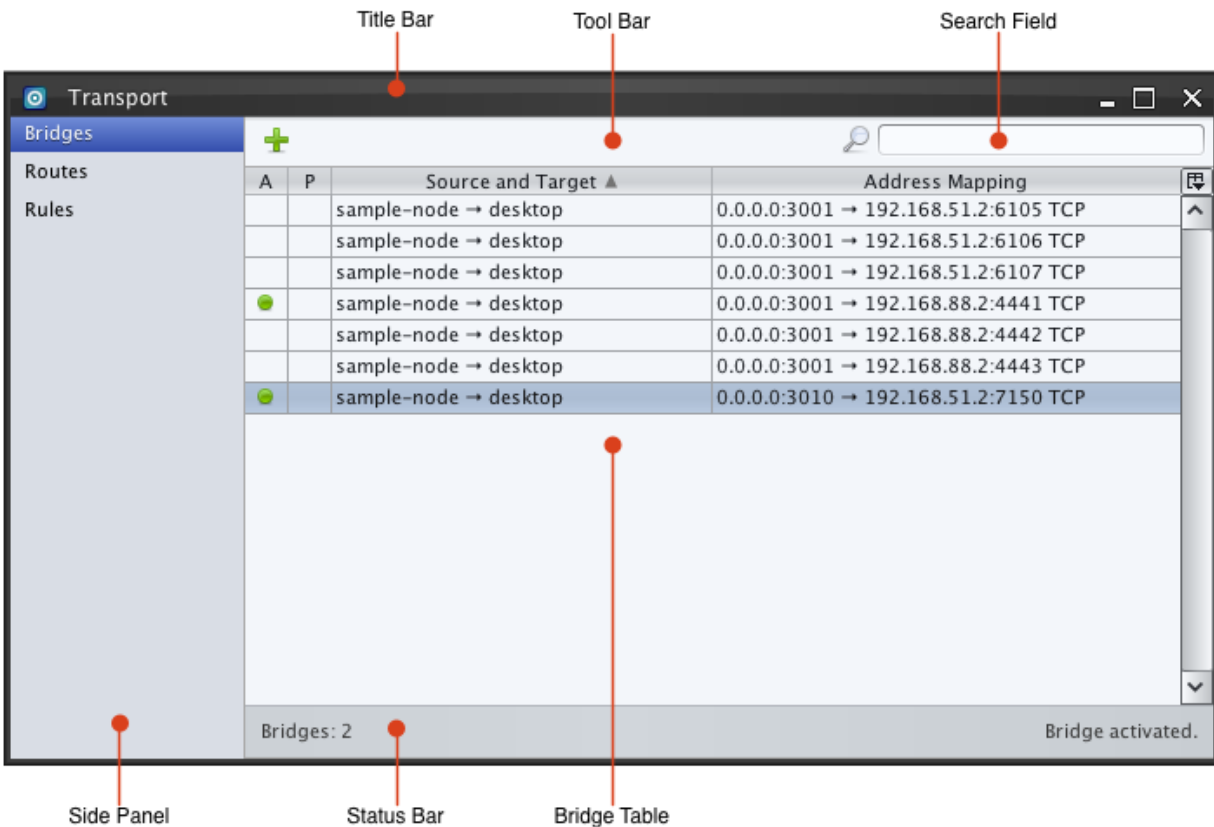 Title Bar Tool Bar Search Field
Transport
Bridges
Routes
Rules
A P Source and Target ▲ Address Mapping
sample-node → desktop 0.0.0.0:3001 → 192.168.51.2:6105 TCP
sample-node → desktop 0.0.0.0:3001 → 192.168.51.2:6106 TCP
sample-node → desktop 0.0.0.0:3001 → 192.168.51.2:6107 TCP
sample-node → desktop 0.0.0.0:3001 → 192.168.88.2:4441 TCP
sample-node → desktop 0.0.0.0:3001 → 192.168.88.2:4442 TCP
sample-node → desktop 0.0.0.0:3001 → 192.168.88.2:4443 TCP
sample-node → desktop 0.0.0.0:3010 → 192.168.51.2:7150 TCP
Bridges: 2 Bridge activated.
Side Panel Status Bar Bridge Table